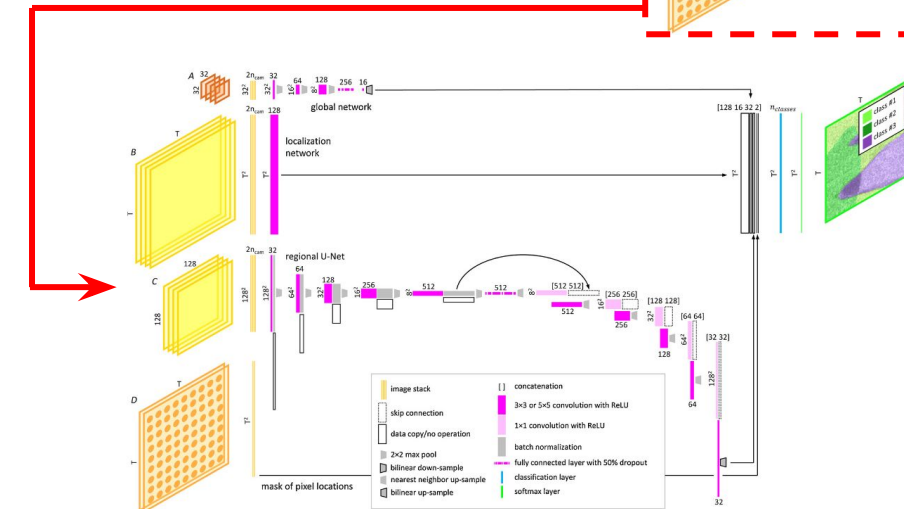 A 32
32
2n_cam 32
32²
32²
64
16²
128
8²
256
16
global network
B T
T
2n_cam 128
T²
T²
localization
network
[128 16 32 2]
T²
n_classes
T²
T²
T
T
class #1
class #2
class #3
C 128
128
2n_cam 32
128²
128²
regional U-Net
64
64²
128
32²
256
16²
512
8²
512
[512 512]
8²
512
[256 256]
16²
256
[128 128]
32²
128
[64 64]
64²
64
[32 32]
128²
32
D T
T
T²
mask of pixel locations
image stack
skip connection
data copy/no operation
2×2 max pool
bilinear down-sample
nearest neighbor up-sample
bilinear up-sample
[ ] concatenation
3×3 or 5×5 convolution with ReLU
1×1 convolution with ReLU
batch normalization
fully connected layer with 50% dropout
classification layer
softmax layer